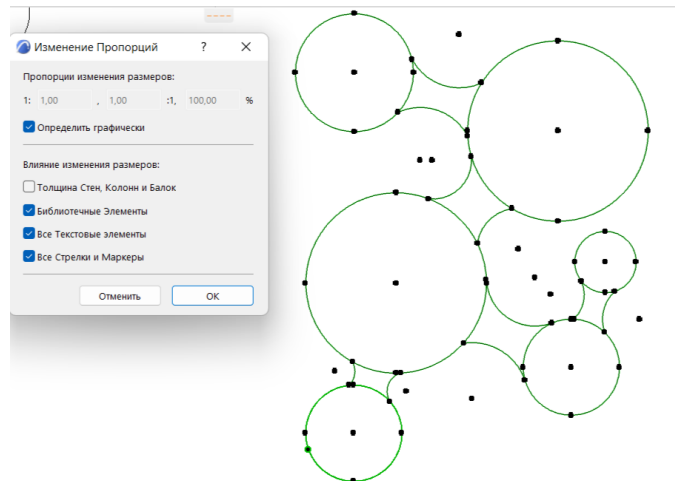 Изменение Пропорций ?
Пропорции изменения размеров:
1: 1,00 , 1,00 :1, 100,00 %
Определить графически
Влияние изменения размеров:
Толщина Стен, Колонн и Балок
Библиотечные Элементы
Все Текстовые элементы
Все Стрелки и Маркеры
Отменить OK